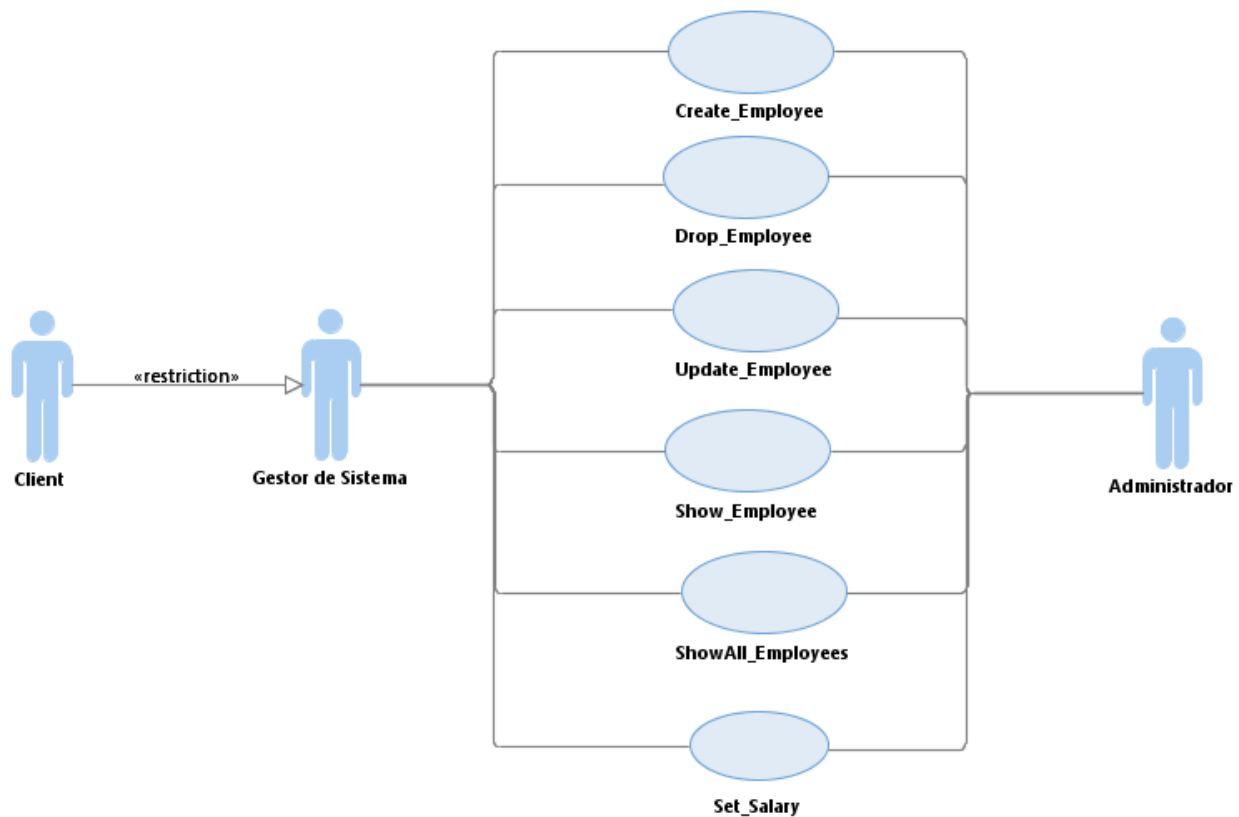 Create_Employee
Drop_Employee
Update_Employee
«restriction»
Client
Gestor de Sistema
Administrador
Show_Employee
ShowAll_Employees
Set_Salary